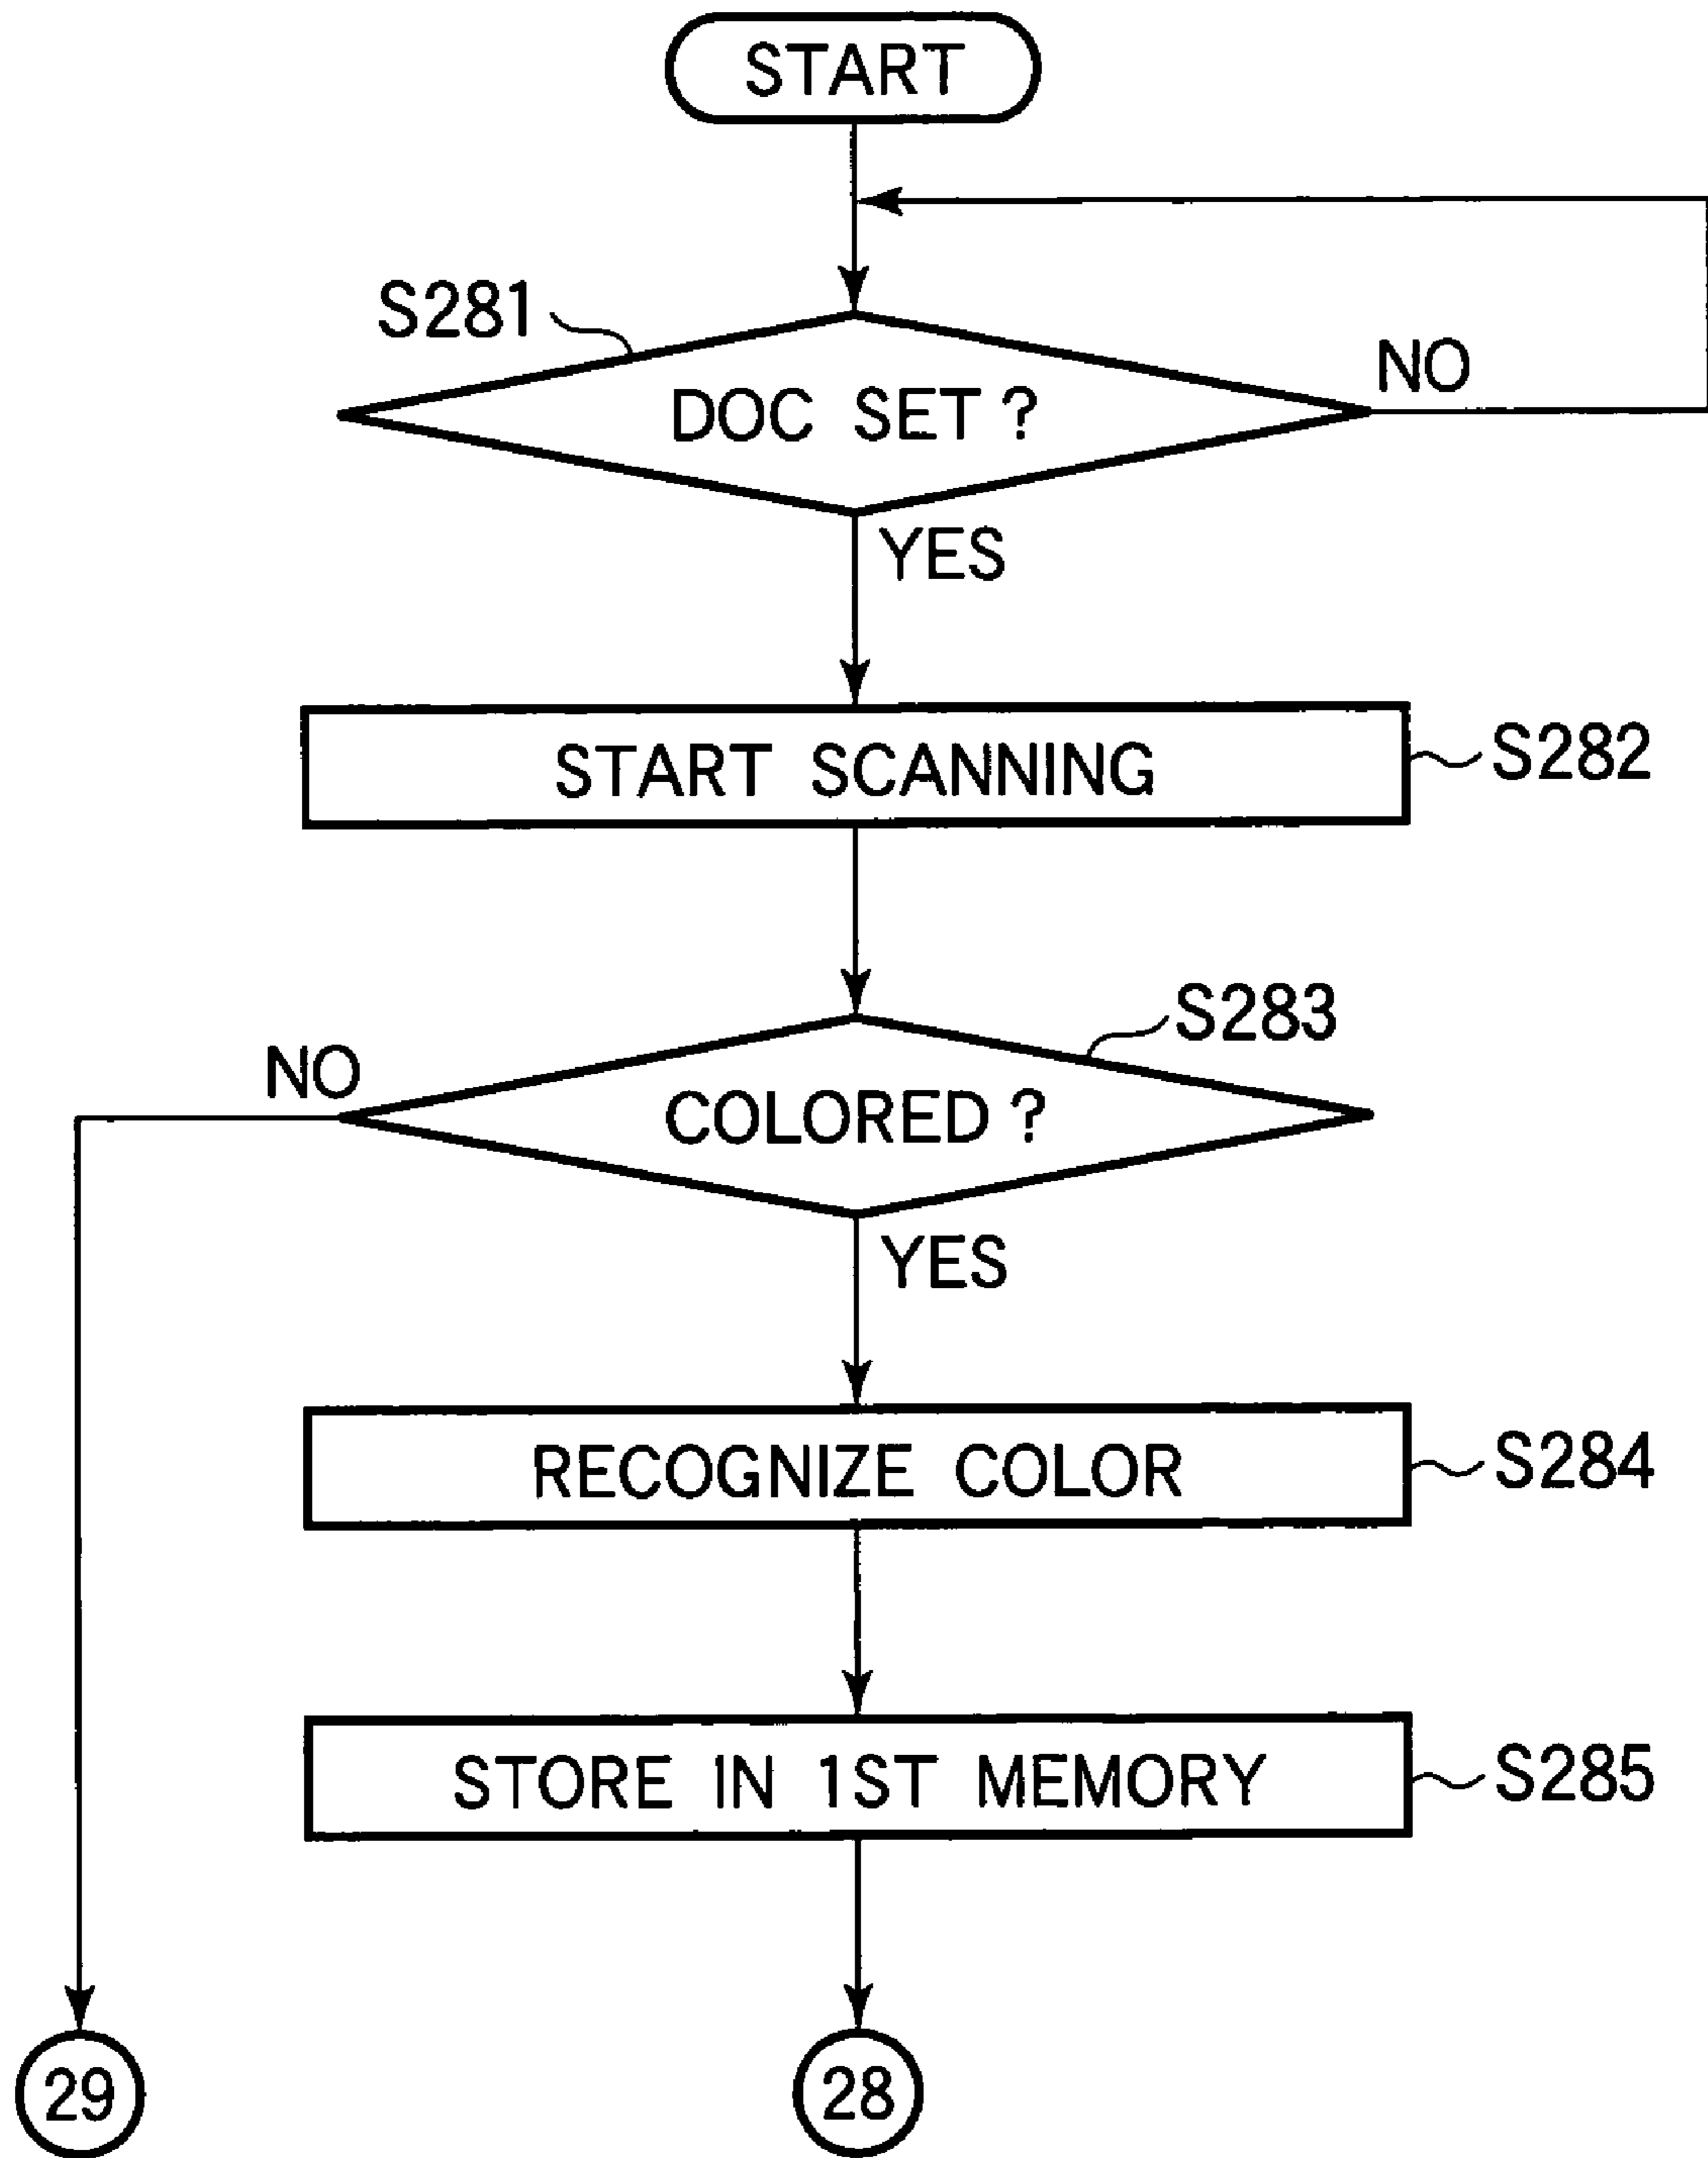 START
S281
DOC SET ?
NO
YES
START SCANNING
S282
S283
NO
COLORED ?
YES
RECOGNIZE COLOR
S284
STORE IN 1ST MEMORY
S285
29
28